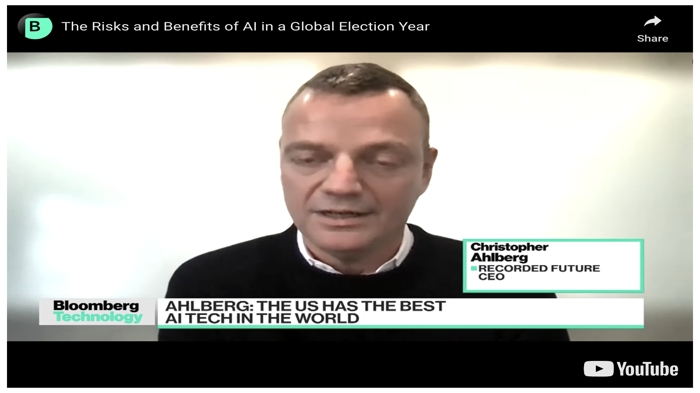 B
The Risks and Benefits of AI in a Global Election Year
Share
Christopher
Ahlberg
RECORDED FUTURE
CEO
Bloomberg
Technology
AHLBERG: THE US HAS THE BEST
AI TECH IN THE WORLD
YouTube